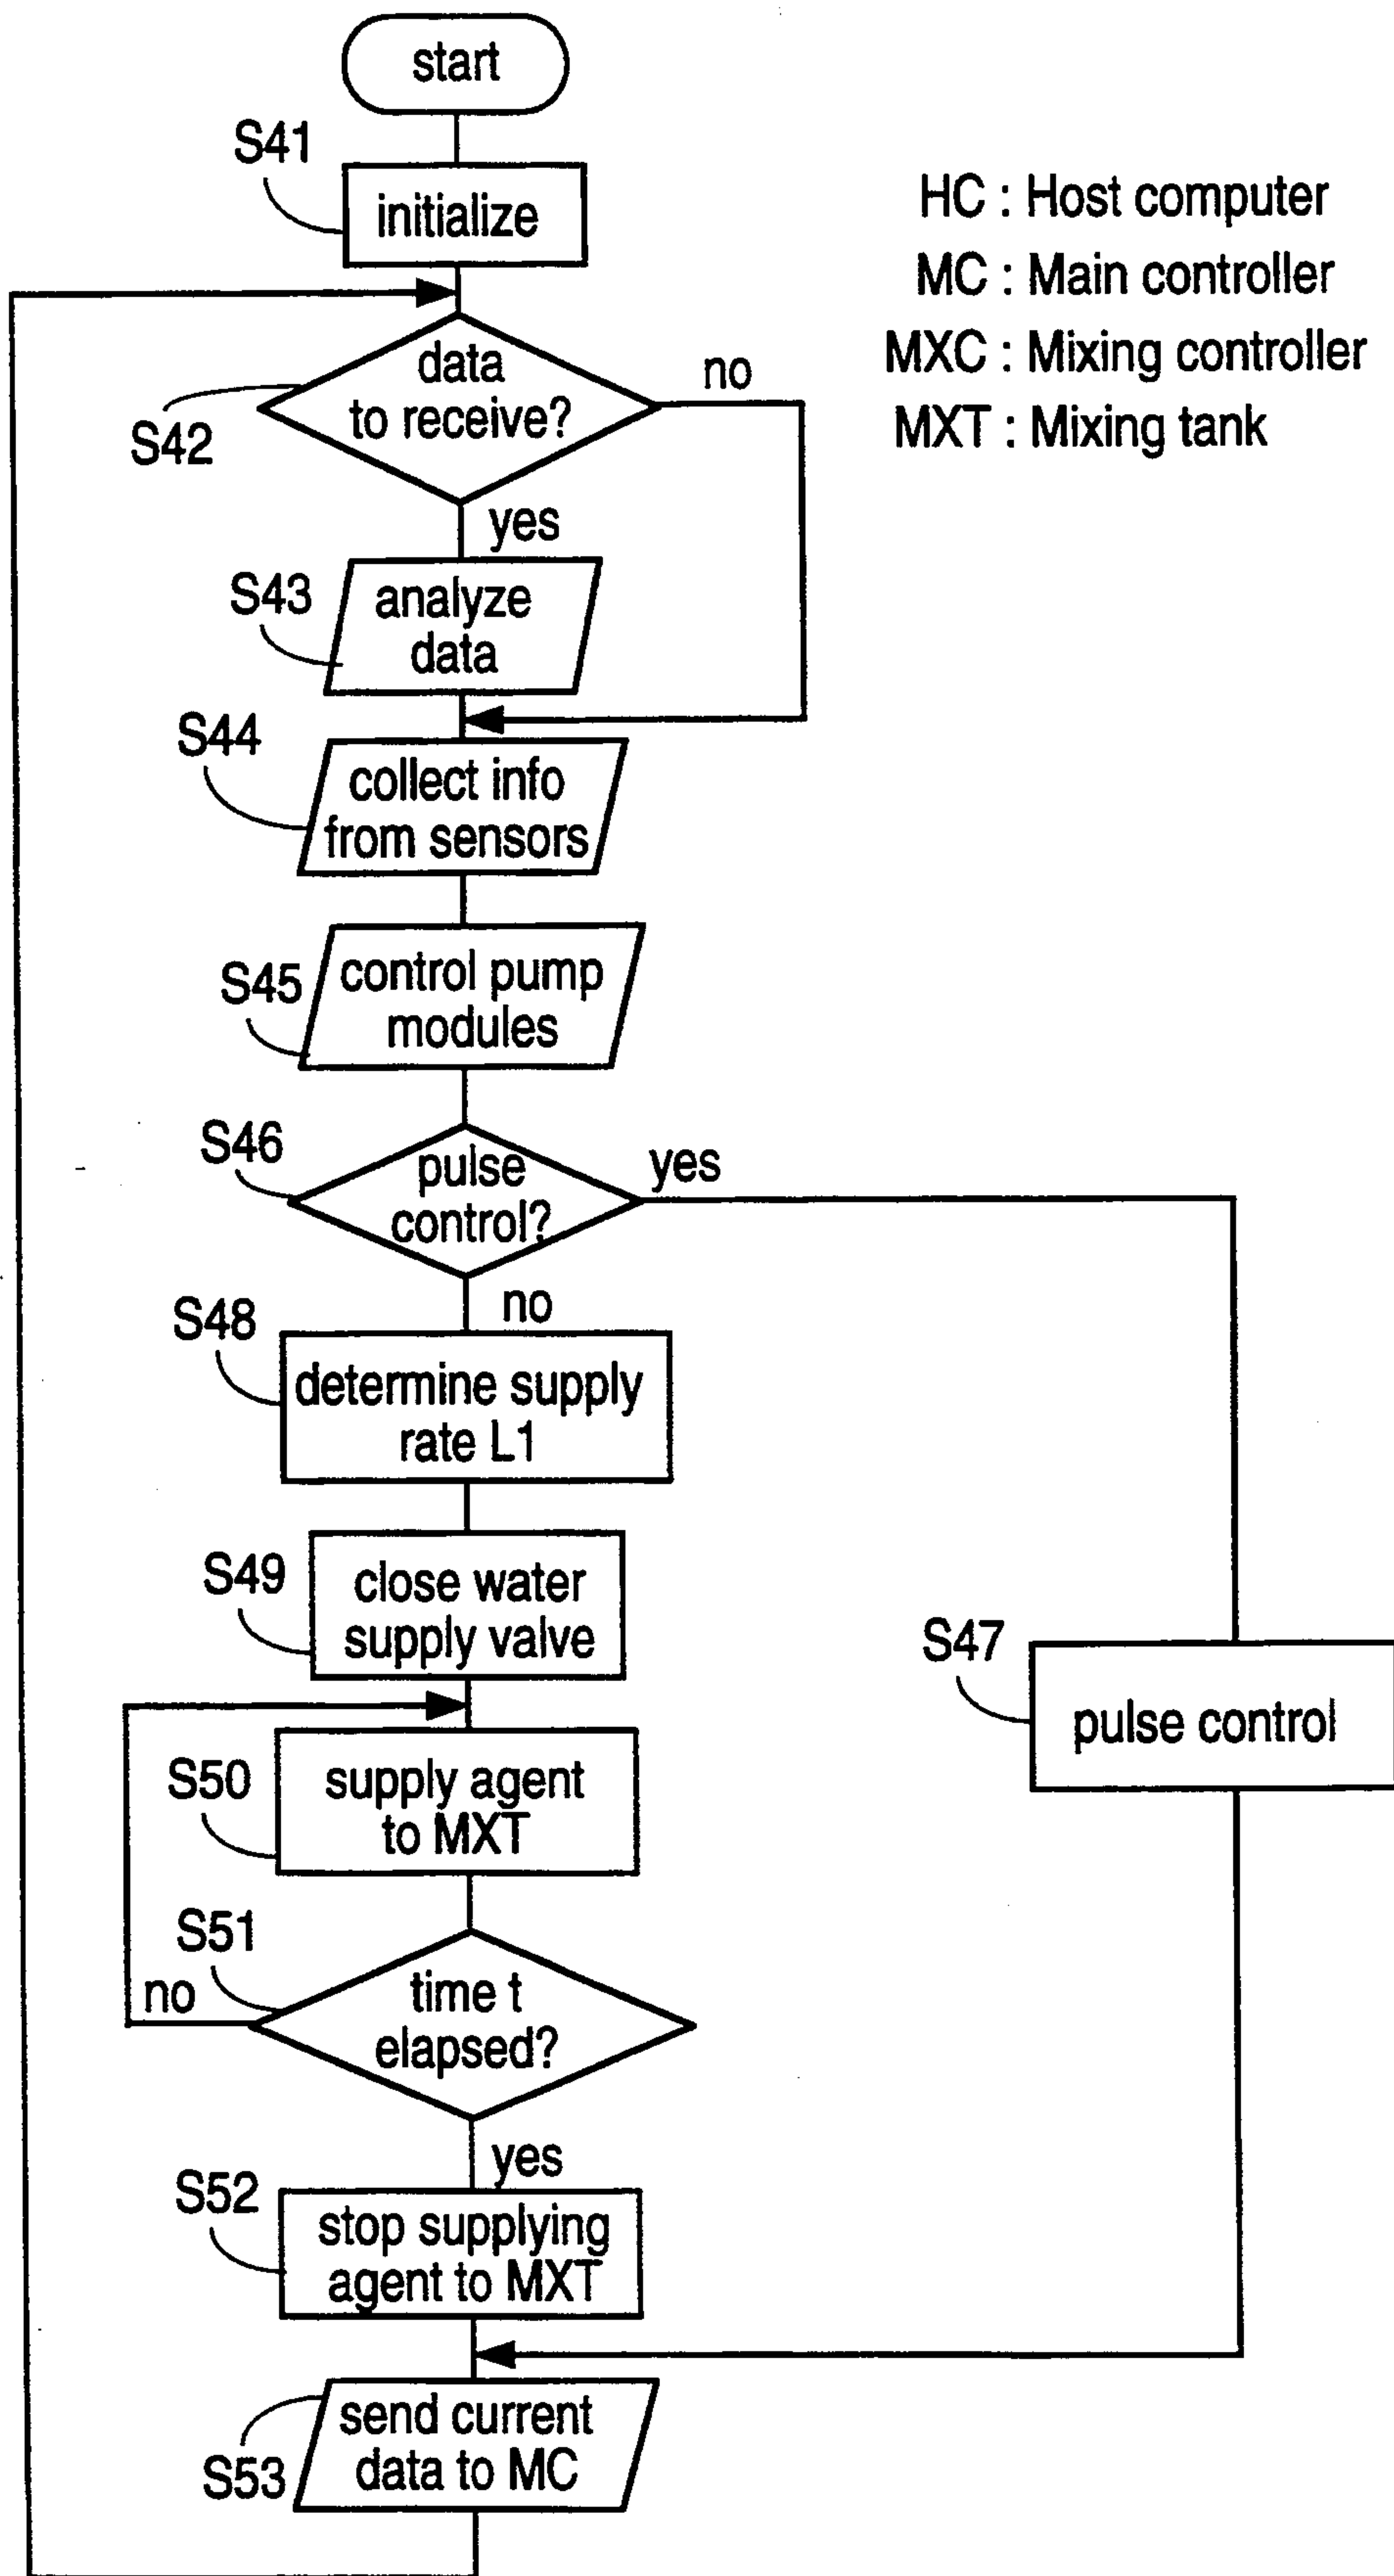 start
S41
initialize
HC : Host computer
MC : Main controller
MXC : Mixing controller
MXT : Mixing tank
data
to receive?
no
S42
yes
S43
analyze
data
S44
collect info
from sensors
S45
control pump
modules
S46
pulse
control?
yes
no
S48
determine supply
rate L1
S49
close water
supply valve
S47
pulse control
S50
supply agent
to MXT
S51
no
time t
elapsed?
yes
S52
stop supplying
agent to MXT
send current
data to MC
S53